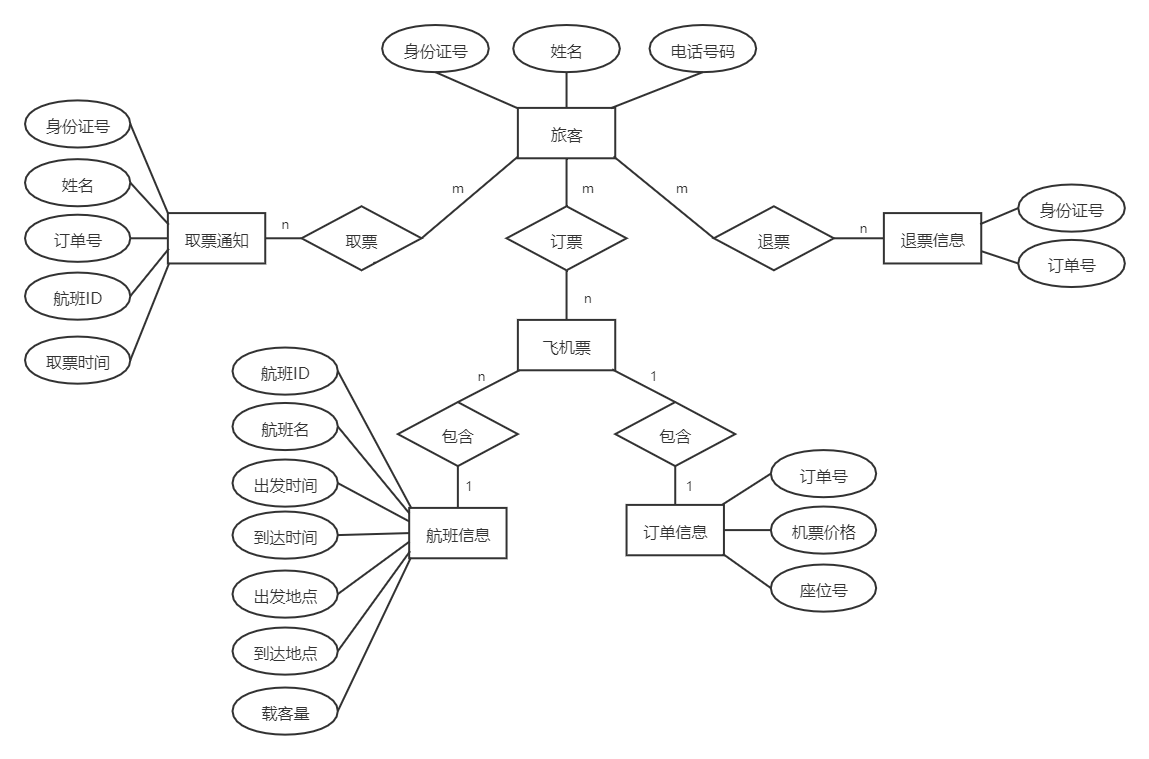 身份证号
姓名
电话号码
旅客
身份证号
姓名
订单号
航班ID
取票时间
取票通知
n
取票
m
m
订票
n
m
退票
n
退票信息
身份证号
订单号
飞机票
n
包含
1
1
包含
1
航班ID
航班名
出发时间
到达时间
出发地点
到达地点
载客量
航班信息
订单信息
订单号
机票价格
座位号